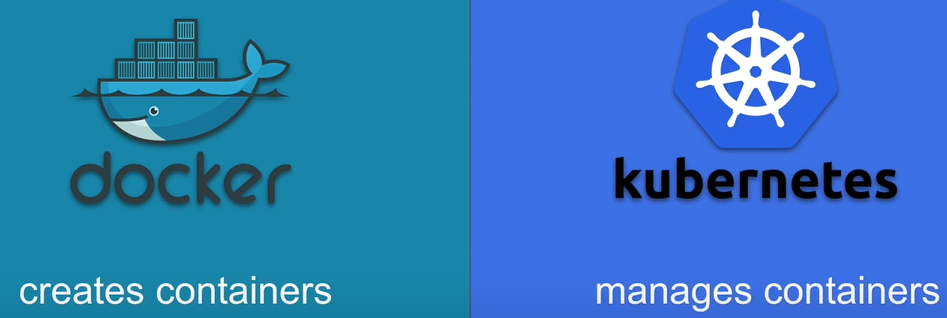 docker
creates containers
kubernetes
manages containers